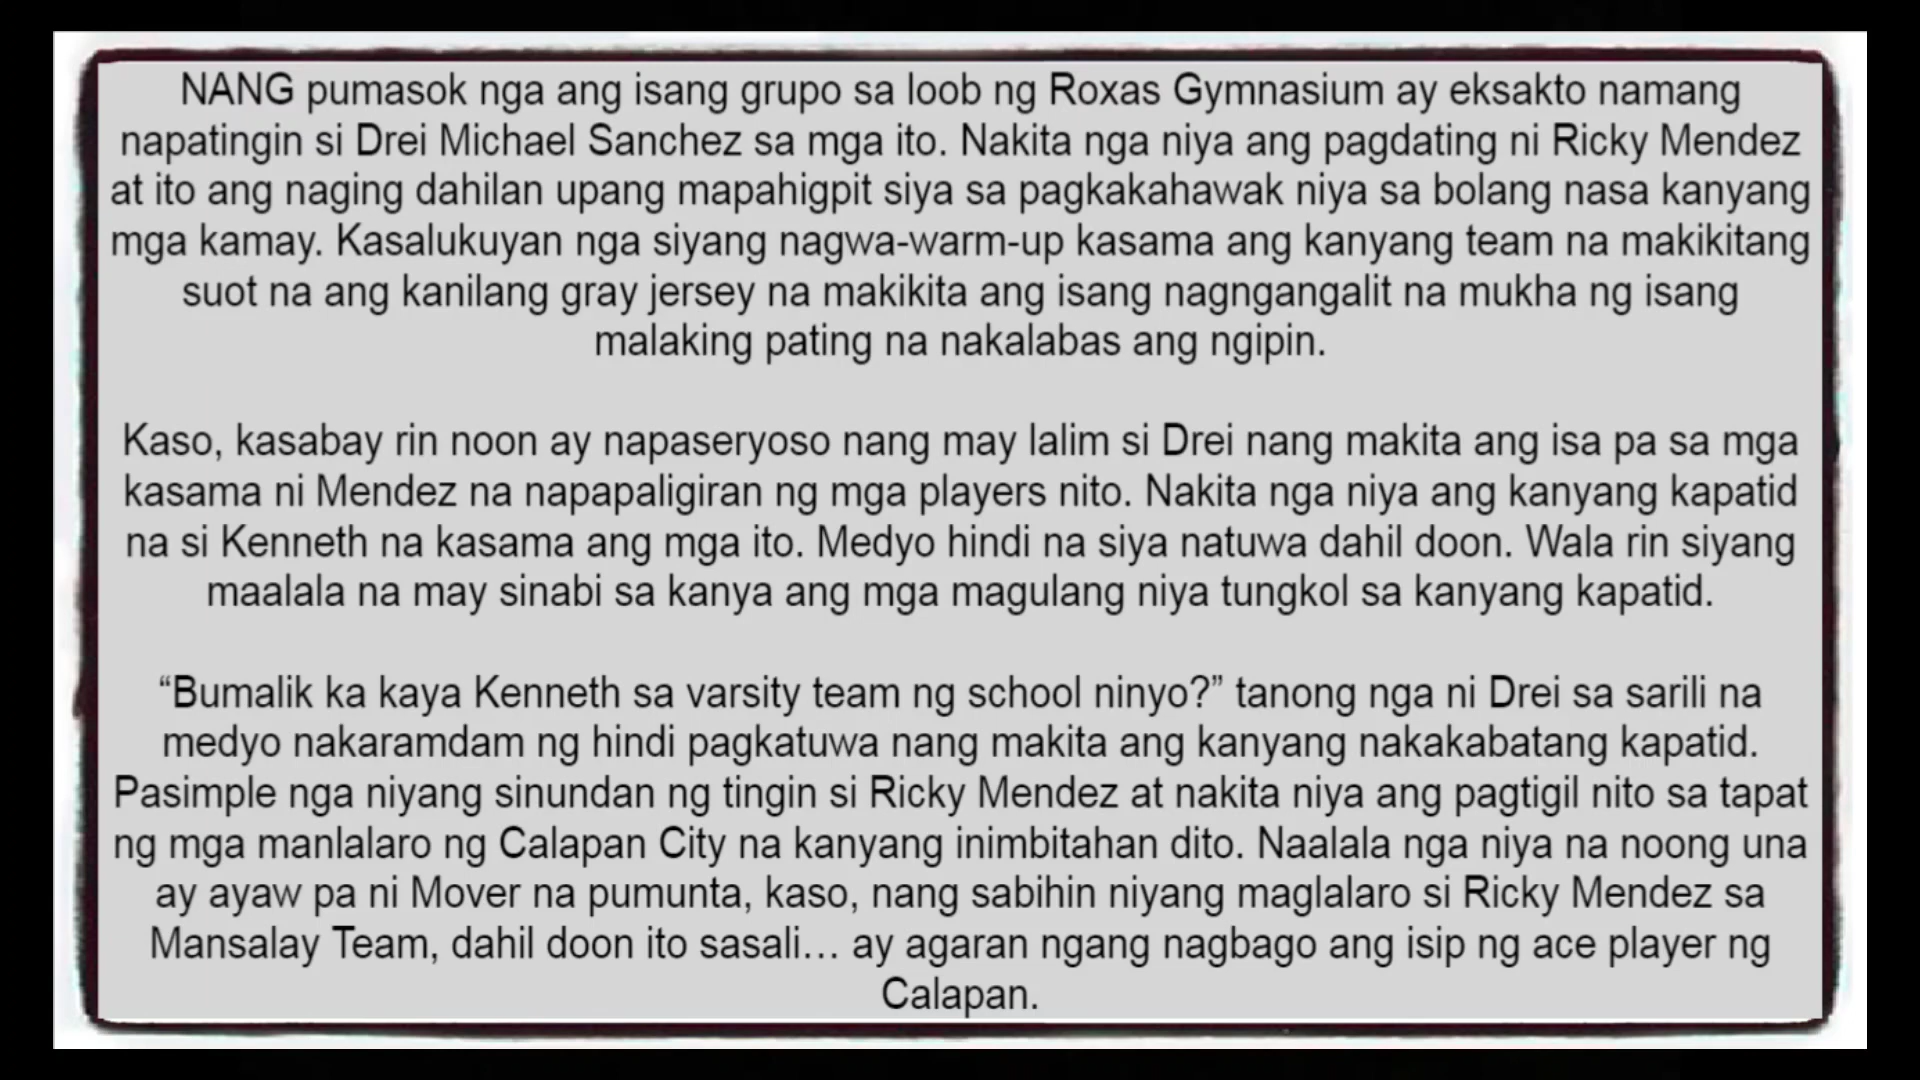 NANG pumasok nga ang isang grupo sa loob ng Roxas Gymnasium ay eksakto namang
napatingin si Drei Michael Sanchez sa mga ito. Nakita nga niya ang pagdating ni Ricky Mendez
at ito ang naging dahilan upang mapahigpit siya sa pagkakahawak niya sa bolang nasa kanyang
mga kamay. Kasalukuyan nga siyang nagwa-warm-up kasama ang kanyang team na makikitang
suot na ang kanilang gray jersey na makikita ang isang nagngangalit na mukha ng isang
malaking pating na nakalabas ang ngipin.
Kaso, kasabay rin noon ay napaseryoso nang may lalim si Drei nang makita ang isa pa sa mga
kasama ni Mendez na napapaligiran ng mga players nito. Nakita nga niya ang kanyang kapatid
na si Kenneth na kasama ang mga ito. Medyo hindi na siya natuwa dahil doon. Wala rin siyang
maalala na may sinabi sa kanya ang mga magulang niya tungkol sa kanyang kapatid.
“Bumalik ka kaya Kenneth sa varsity team ng school ninyo?” tanong nga ni Drei sa sarili na
medyo nakaramdam ng hindi pagkatuwa nang makita ang kanyang nakakabatang kapatid.
Pasimple nga niyang sinundan ng tingin si Ricky Mendez at nakita niya ang pagtigil nito sa tapat
ng mga manlalaro ng Calapan City na kanyang inimbitahan dito. Naalala nga niya na noong una
ay ayaw pa ni Mover na pumunta, kaso, nang sabihin niyang maglalaro si Ricky Mendez sa
Mansalay Team, dahil doon ito sasali… ay agaran ngang nagbago ang isip ng ace player ng
Calapan.